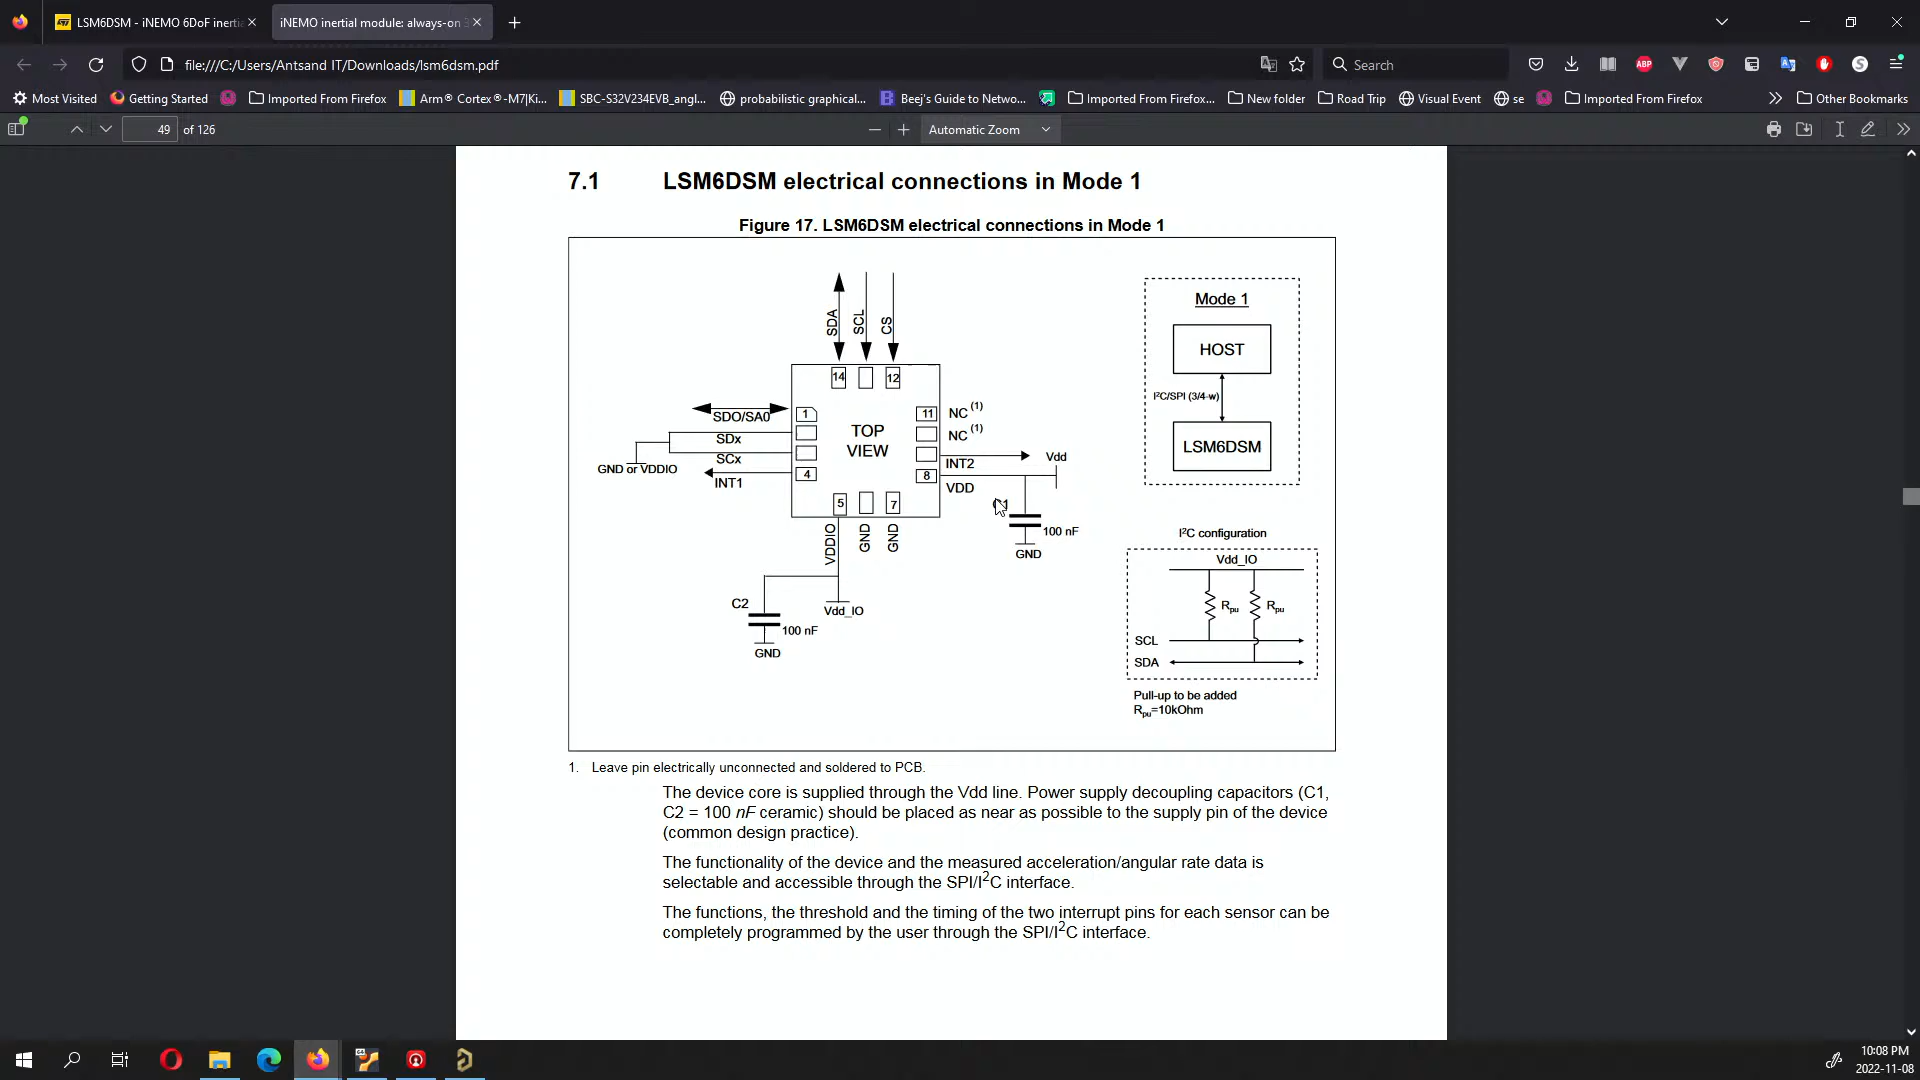 LSM6DSM - iNEMO 6DoF inerti
iNEMO inertial module: always-on 3
file:///C:/Users/Antsand IT/Downloads/lsm6dsm.pdf
Search
ABP
S
Most Visited
Getting Started
Imported From Firefox
Arm® Cortex®-M7|Ki...
SBC-S32V234EVB_angl...
probabilistic graphical...
Beej's Guide to Netwo...
Imported From Firefox...
New folder
Road Trip
Visual Event
se
Imported From Firefox
Other Bookmarks
49 of 126
Automatic Zoom
7.1 LSM6DSM electrical connections in Mode 1
Figure 17. LSM6DSM electrical connections in Mode 1
SDA
SCL
CS
14
12
SDO/SA0
1
SDx
SCx
GND or VDDIO
INT1
4
TOP
VIEW
11
NC (1)
NC (1)
INT2
Vdd
8
VDD
5
7
VDDIO
GND
GND
100 nF
GND
C2
Vdd_IO
100 nF
GND
Mode 1
HOST
I²C/SPI (3/4-w)
LSM6DSM
I²C configuration
Vdd_IO
Rpu
Rpu
SCL
SDA
Pull-up to be added
Rpu=10kOhm
1. Leave pin electrically unconnected and soldered to PCB.
The device core is supplied through the Vdd line. Power supply decoupling capacitors (C1,
C2 = 100 nF ceramic) should be placed as near as possible to the supply pin of the device
(common design practice).
The functionality of the device and the measured acceleration/angular rate data is
selectable and accessible through the SPI/I²C interface.
The functions, the threshold and the timing of the two interrupt pins for each sensor can be
completely programmed by the user through the SPI/I²C interface.
10:08 PM
2022-11-08